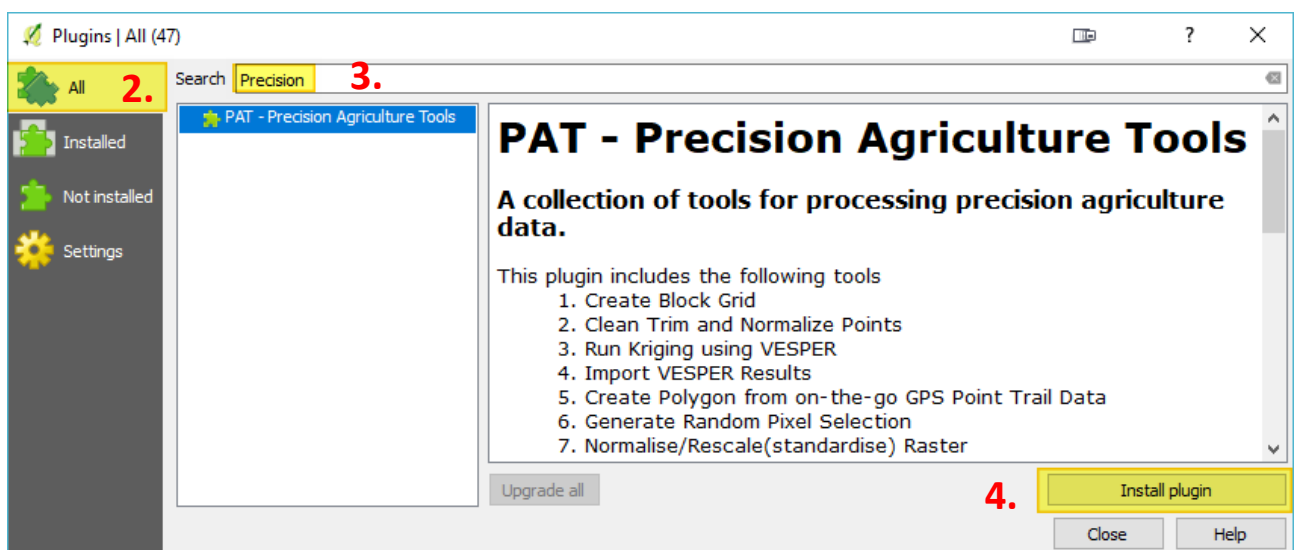 Plugins | All (47)
?
All
2.
Search
Precision
3.
Installed
Not installed
Settings
PAT - Precision Agriculture Tools
PAT - Precision Agriculture Tools
A collection of tools for processing precision agriculture
data.
This plugin includes the following tools
1. Create Block Grid
2. Clean Trim and Normalize Points
3. Run Kriging using VESPER
4. Import VESPER Results
5. Create Polygon from on-the-go GPS Point Trail Data
6. Generate Random Pixel Selection
7. Normalise/Rescale(standardise) Raster
Upgrade all
4.
Install plugin
Close
Help